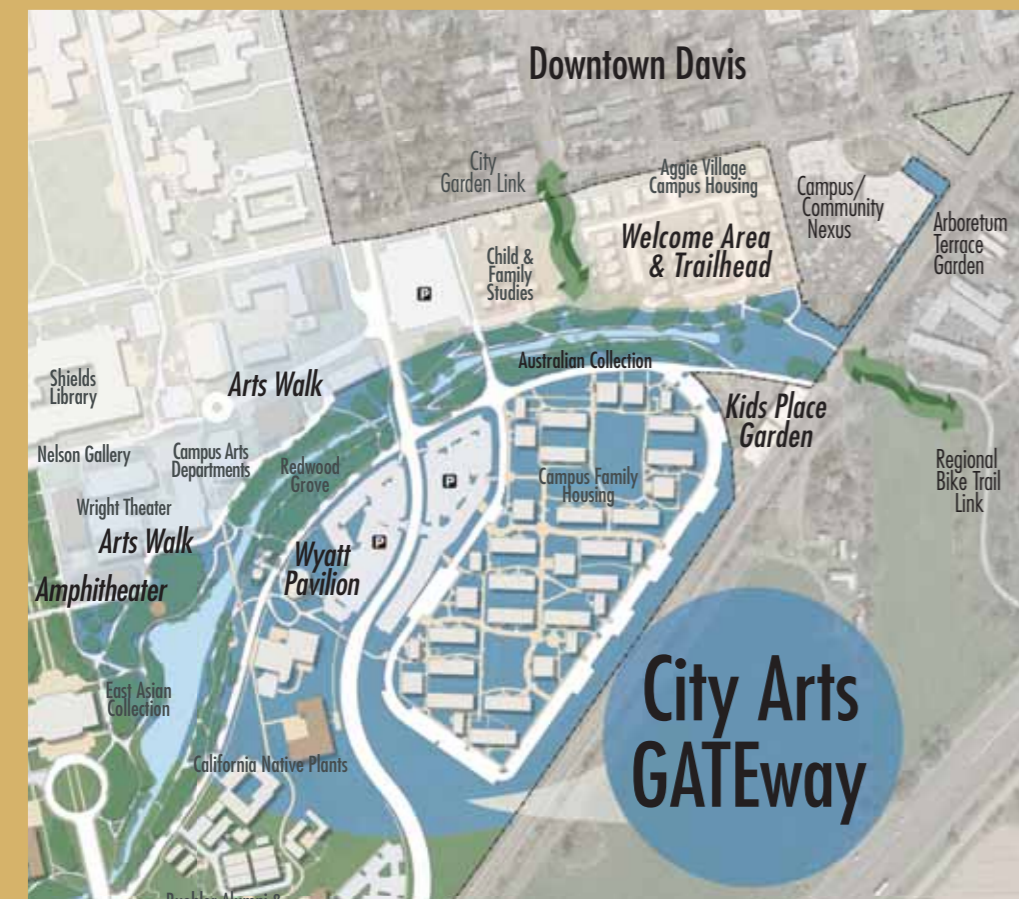 Downtown Davis
City
Garden Link
Aggie Village
Campus Housing
Campus/
Community
Nexus
Arboretum
Terrace
Garden
Welcome Area
& Trailhead
Child &
Family
Studies
P
Australian Collection
Shields
Library
Arts Walk
Kids Place
Garden
Nelson Gallery
Campus Arts
Departments
Redwood
Grove
P
Campus Family
Housing
Regional
Bike Trail
Link
Wright Theater
Arts Walk
P
Wyatt
Pavilion
Amphitheater
City Arts
GATEway
East Asian
Collection
California Native Plants